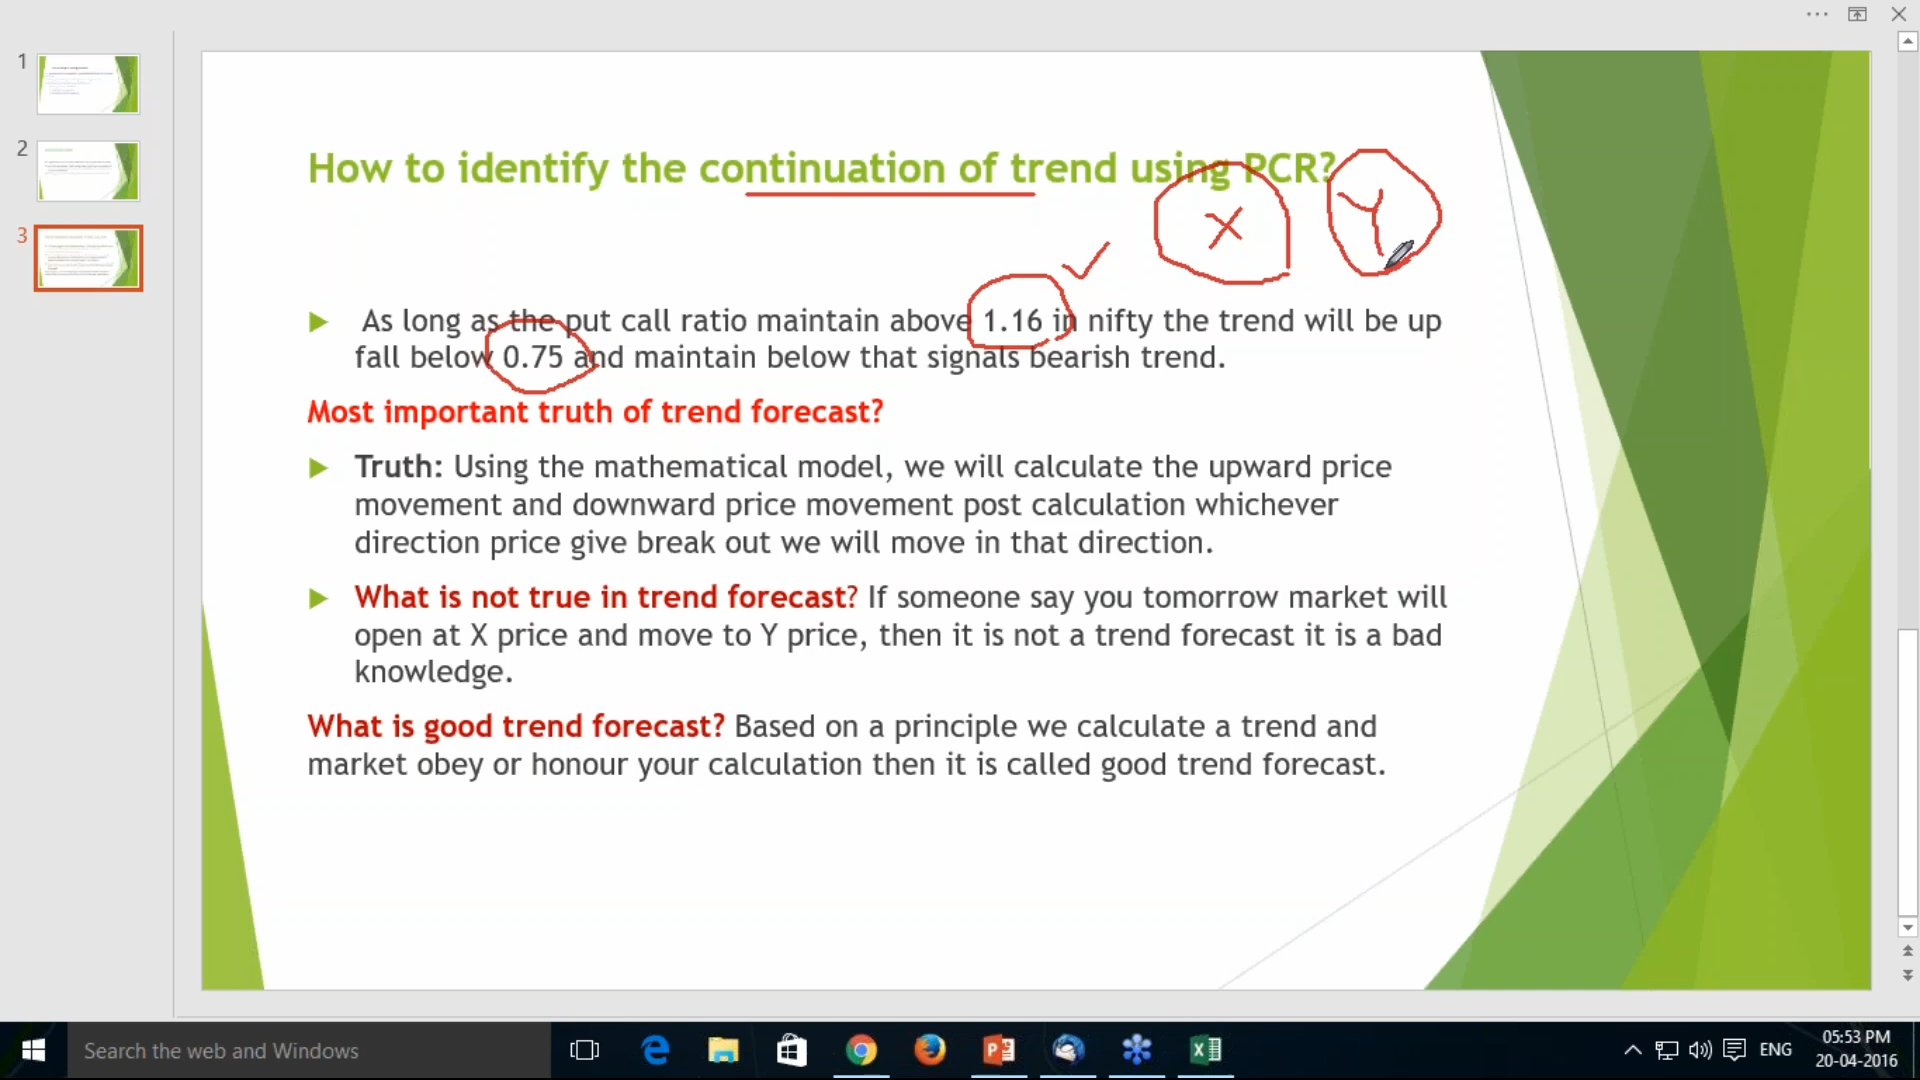 1
2
3
How to identify the continuation of trend using PCR?
X
Y
As long as the put call ratio maintain above 1.16 in nifty the trend will be up
fall below 0.75 and maintain below that signals bearish trend.
Most important truth of trend forecast?
Truth: Using the mathematical model, we will calculate the upward price
movement and downward price movement post calculation whichever
direction price give break out we will move in that direction.
What is not true in trend forecast? If someone say you tomorrow market will
open at X price and move to Y price, then it is not a trend forecast it is a bad
knowledge.
What is good trend forecast? Based on a principle we calculate a trend and
market obey or honour your calculation then it is called good trend forecast.
Search the web and Windows
ENG
05:53 PM
20-04-2016